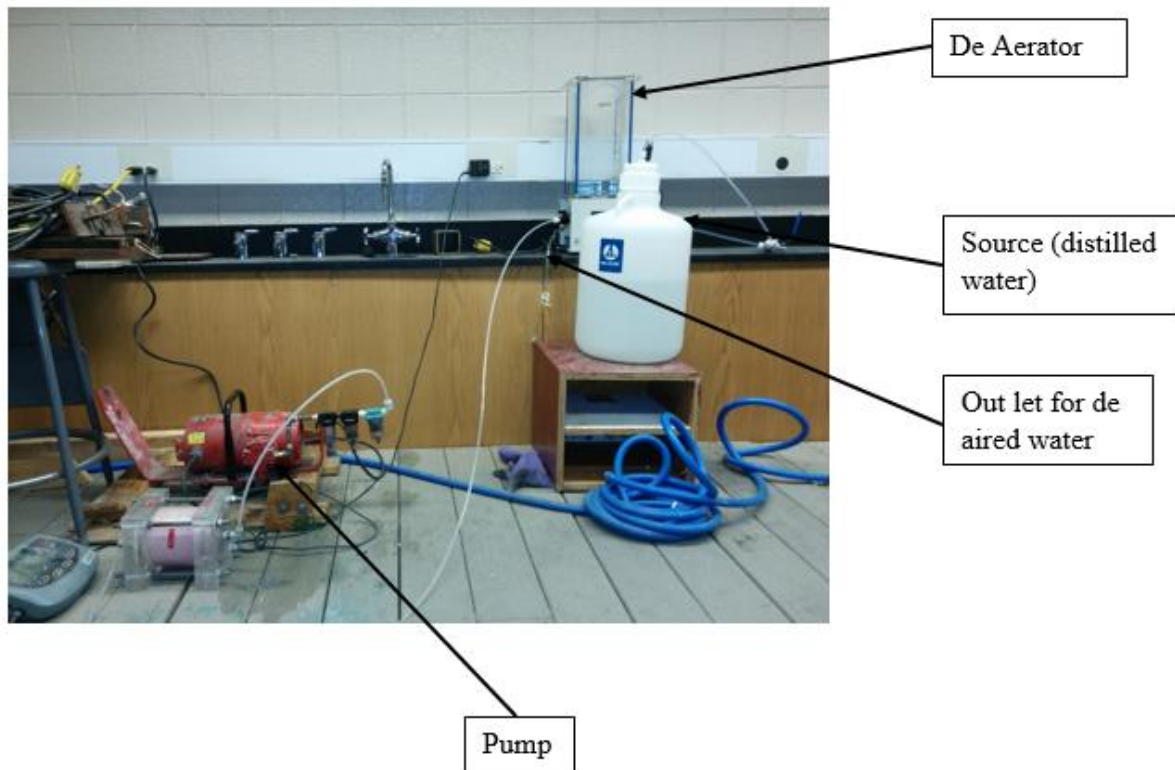 De Aerator
Source (distilled
water)
Out let for de
aired water
Pump